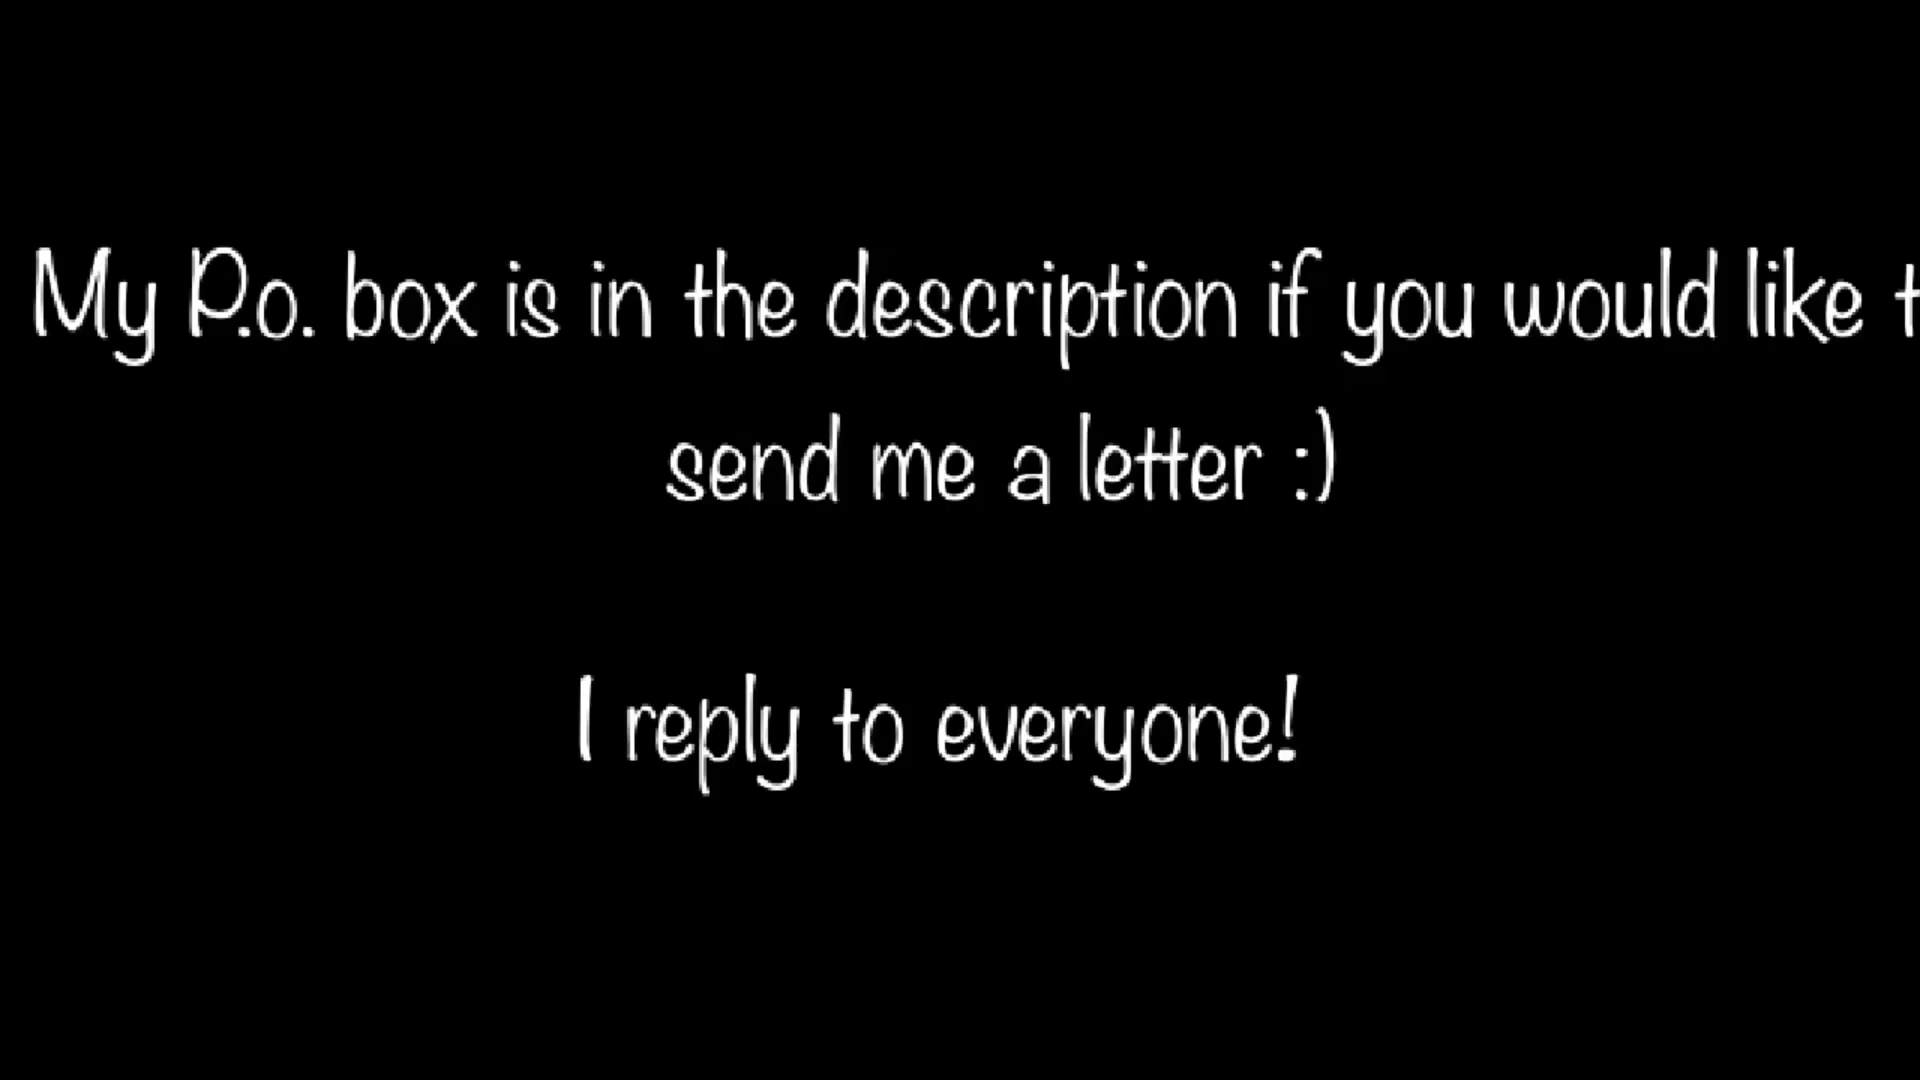 My P.o. box is in the description if you would like t
send me a letter :)
I reply to everyone!